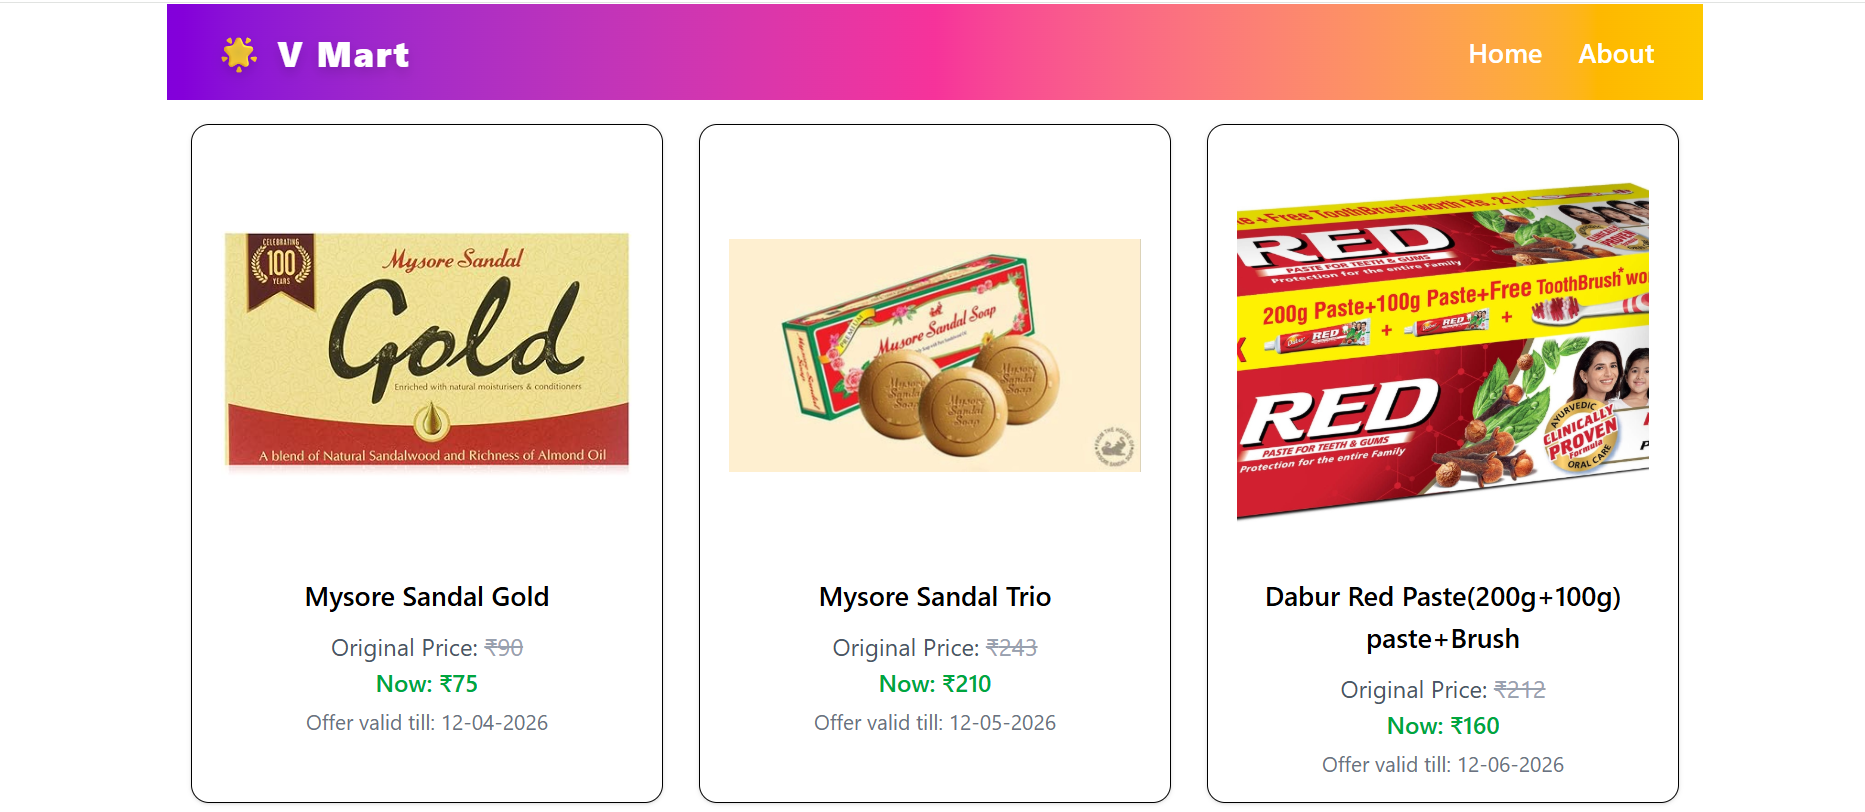 V Mart
Home About
CELEBRATING
100
YEARS
Mysore Sandal
Gold
Enriched with natural moisturisers & conditioners
A blend of Natural Sandalwood and Richness of Almond Oil
PREMIUM
Mysore Sandal Soap
Mysore
Sandal
Soap
Mysore
Sandal
Soap
Mysore
Sandal
Soap
e+Free ToothBrush worth Rs. 21/-
RED
PASTE FOR TEETH & GUMS
Protection for the entire Family
CLINICALLY
PROVEN
200g Paste+100g Paste+Free ToothBrush* wo
RED
RED
+
+
RED
PASTE FOR TEETH & GUMS
Protection for the entire Family
AYURVEDIC
CLINICALLY
PROVEN
Formula
ORAL CARE
Mysore Sandal Gold
Original Price: ₹90
Now: ₹75
Offer valid till: 12-04-2026
Mysore Sandal Trio
Original Price: ₹243
Now: ₹210
Offer valid till: 12-05-2026
Dabur Red Paste(200g+100g)
paste+Brush
Original Price: ₹212
Now: ₹160
Offer valid till: 12-06-2026